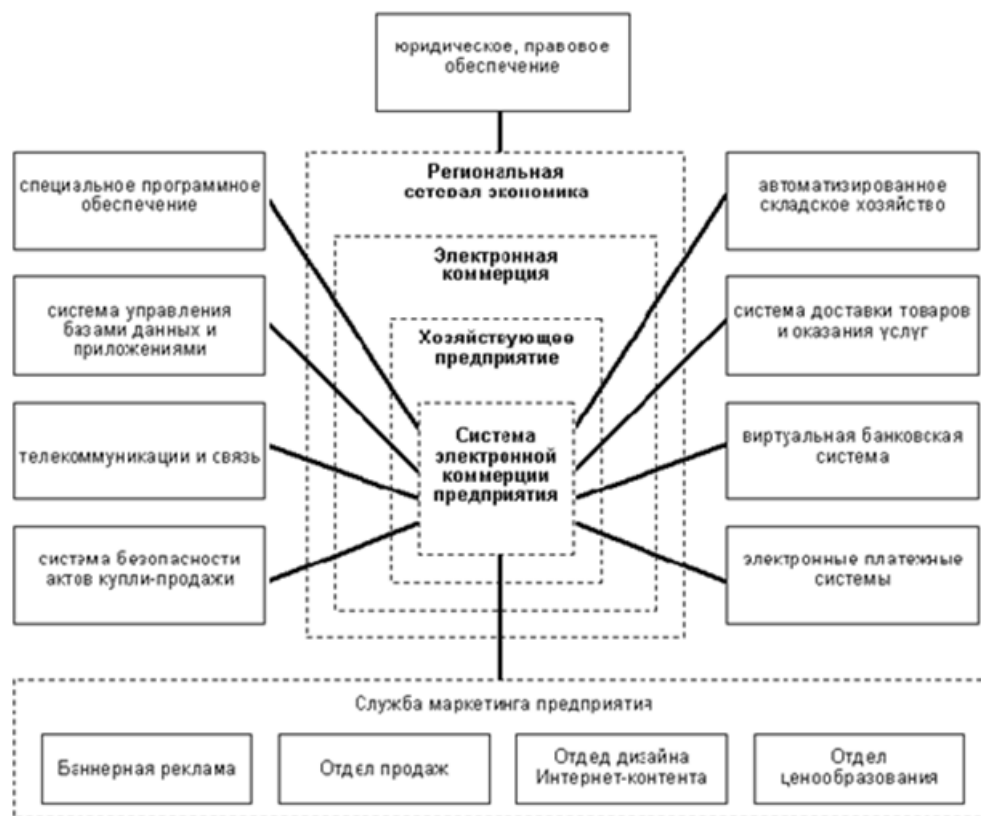 юридическое, правовое
обеспечение
Региональная
сетевая экономика
специальное программное
обеспечение
автоматизированное
складское хозяйство
Электронная
коммерция
система управления
базами данных и
приложениями
система доставки товаров
и оказания услуг
Хозяйствующее
предприятие
телекоммуникации и связь
Система
электронной
коммерции
предприятия
виртуальная банковская
система
система безопасности
актов купли-продажи
электронные платежные
системы
Служба маркетинга предприятия
Баннерная реклама
Отдел продаж
Отдед дизайна
Интернет-контента
Отдел
ценообразования